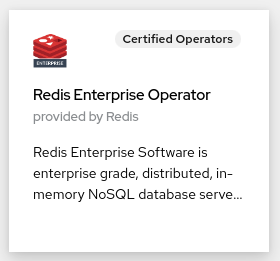 Certified Operators
ENTERPRISE
Redis Enterprise Operator
provided by Redis
Redis Enterprise Software is
enterprise grade, distributed, in-
memory NoSQL database serve...